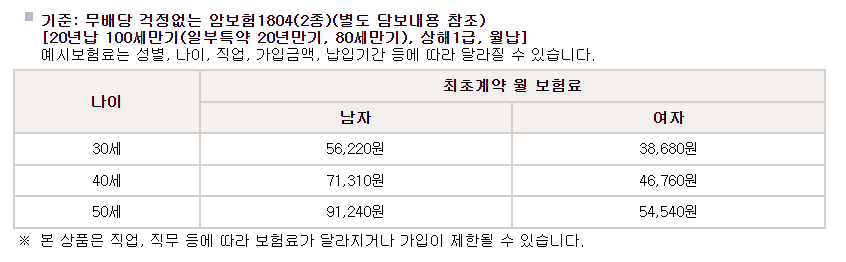 기준: 무배당 걱정없는 암보험1804(2종)(별도 담보내용 참조)
[20년납 100세만기(일부특약 20년만기, 80세만기), 상해1급, 월납]
예시보험료는 성별, 나이, 직업, 가입금액, 납입기간 등에 따라 달라질 수 있습니다.
나이 최초계약 월 보험료
남자 여자
30세 56,220원 38,680원
40세 71,310원 46,760원
50세 91,240원 54,540원
※ 본 상품은 직업, 직무 등에 따라 보험료가 달라지거나 가입이 제한될 수 있습니다.